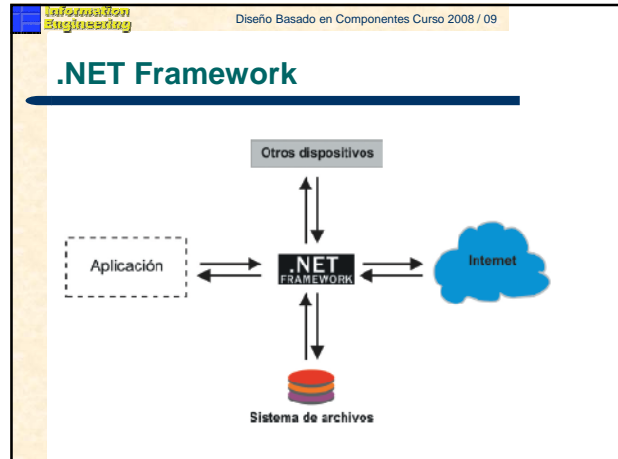 Information
Engineering
Diseño Basado en Componentes Curso 2008 / 09
.NET Framework
Otros dispositivos
Aplicación
.NET
FRAMEWORK
Internet
Sistema de archivos